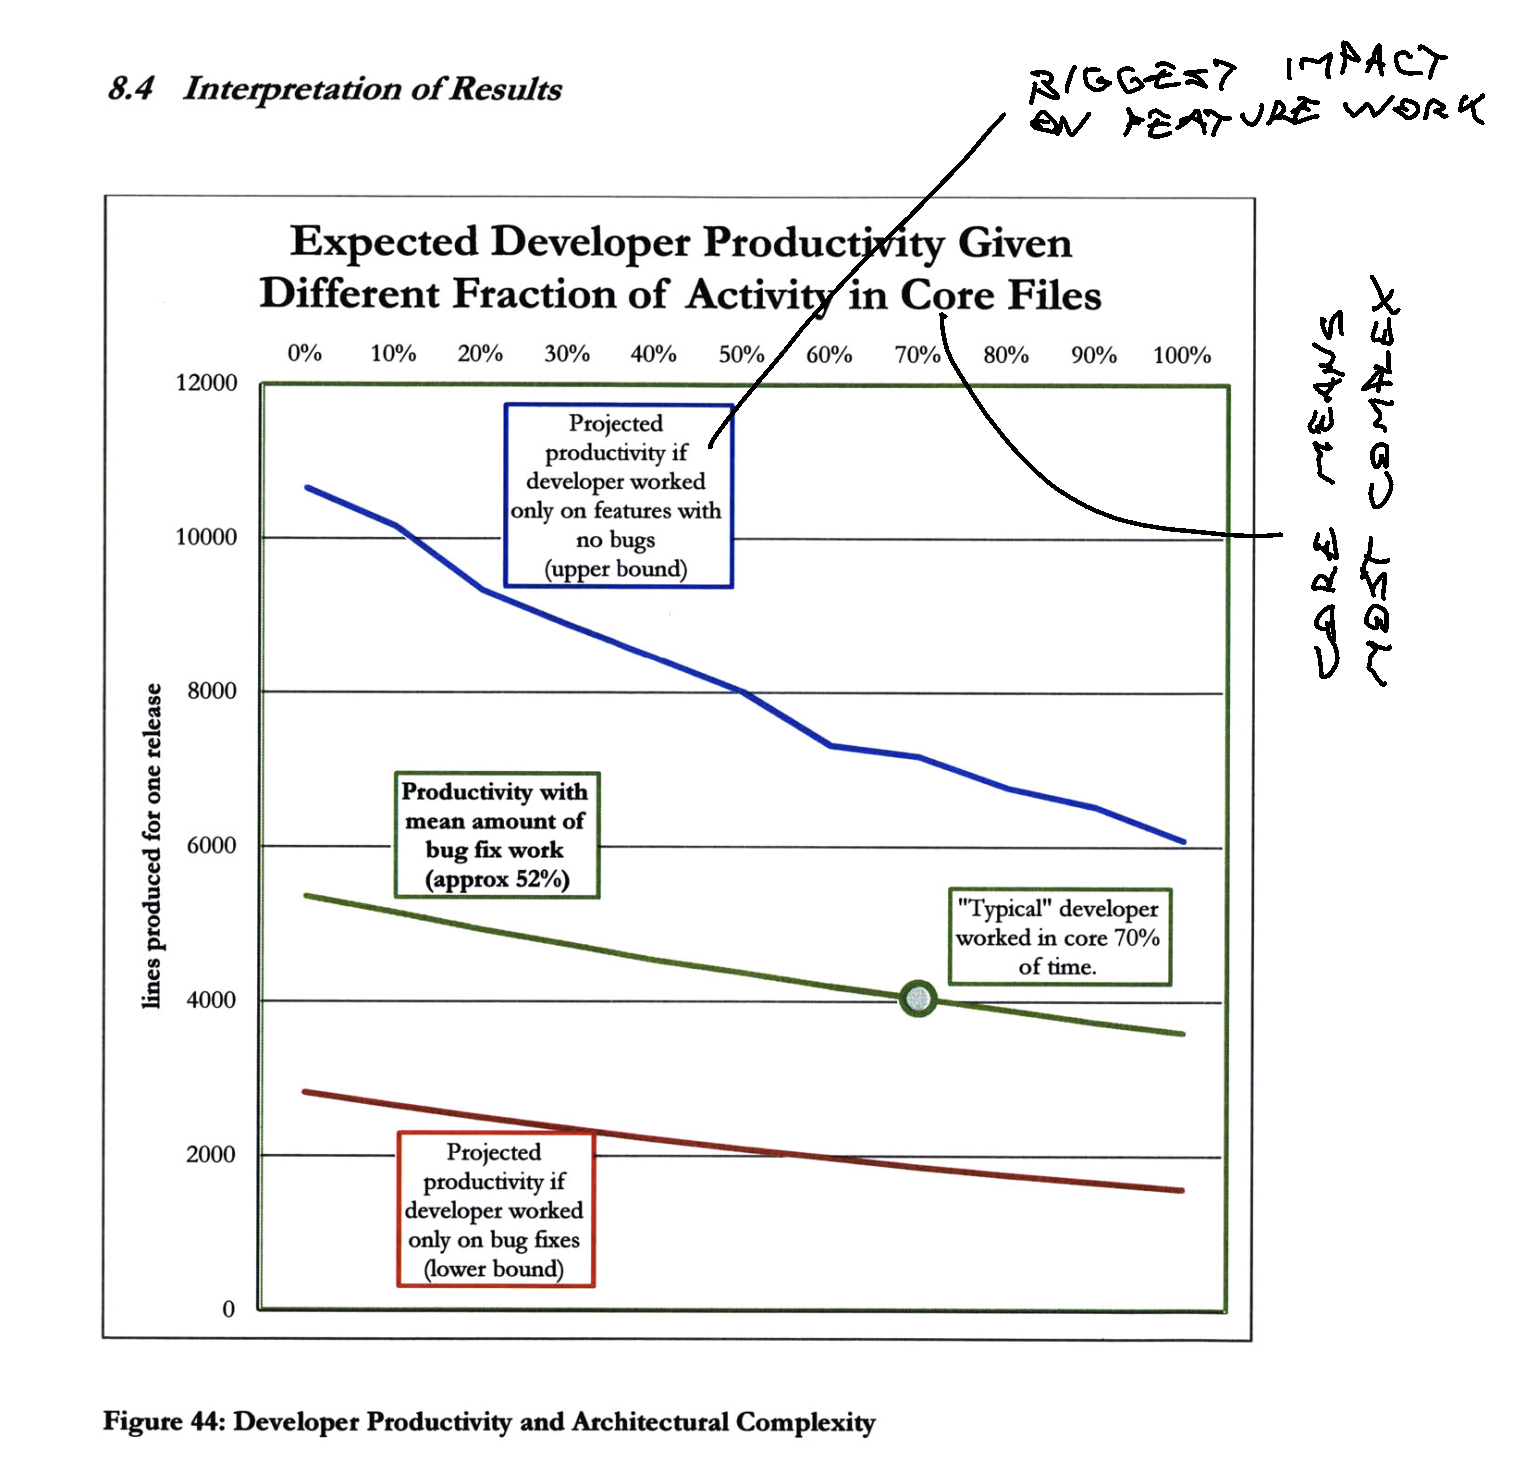 8.4 Interpretation of Results
BIGGEST IMPACT
ON FEATURE WORK
Expected Developer Productivity Given
Different Fraction of Activity in Core Files
0% 10% 20% 30% 40% 50% 60% 70% 80% 90% 100%
12000
10000
8000
6000
4000
2000
0
lines produced for one release
Projected
productivity if
developer worked
only on features with
no bugs
(upper bound)
Productivity with
mean amount of
bug fix work
(approx 52%)
"Typical" developer
worked in core 70%
of time.
Projected
productivity if
developer worked
only on bug fixes
(lower bound)
CORE MEANS
MOST COMPLEX
Figure 44: Developer Productivity and Architectural Complexity